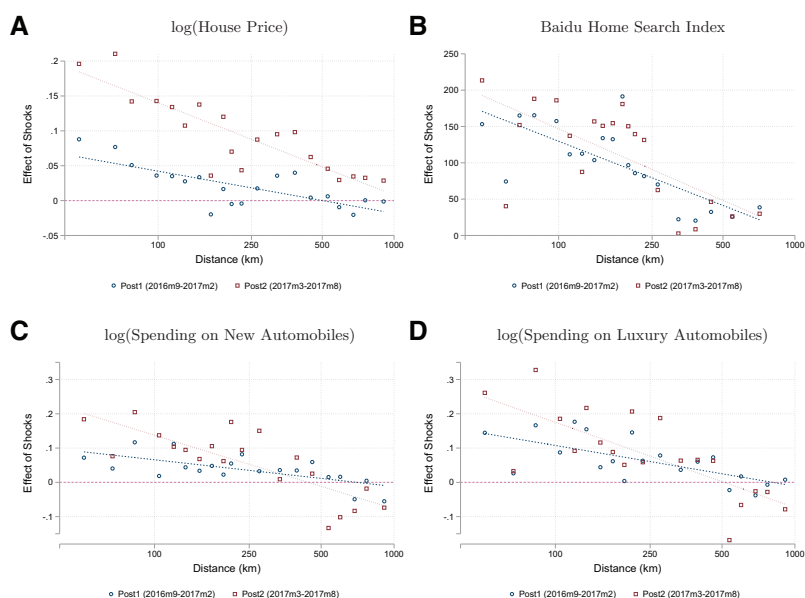 A
log(House Price)
Effect of Shocks
.2
.15
.1
.05
0
-.05
100
250
500
1000
Distance (km)
Post1 (2016m9-2017m2) Post2 (2017m3-2017m8)
B
Baidu Home Search Index
Effect of Shocks
250
200
150
100
50
0
100
250
500
1000
Distance (km)
Post1 (2016m9-2017m2) Post2 (2017m3-2017m8)
C
log(Spending on New Automobiles)
Effect of Shocks
.3
.2
.1
0
-.1
100
250
500
1000
Distance (km)
Post1 (2016m9-2017m2) Post2 (2017m3-2017m8)
D
log(Spending on Luxury Automobiles)
Effect of Shocks
.3
.2
.1
0
-.1
100
250
500
1000
Distance (km)
Post1 (2016m9-2017m2) Post2 (2017m3-2017m8)